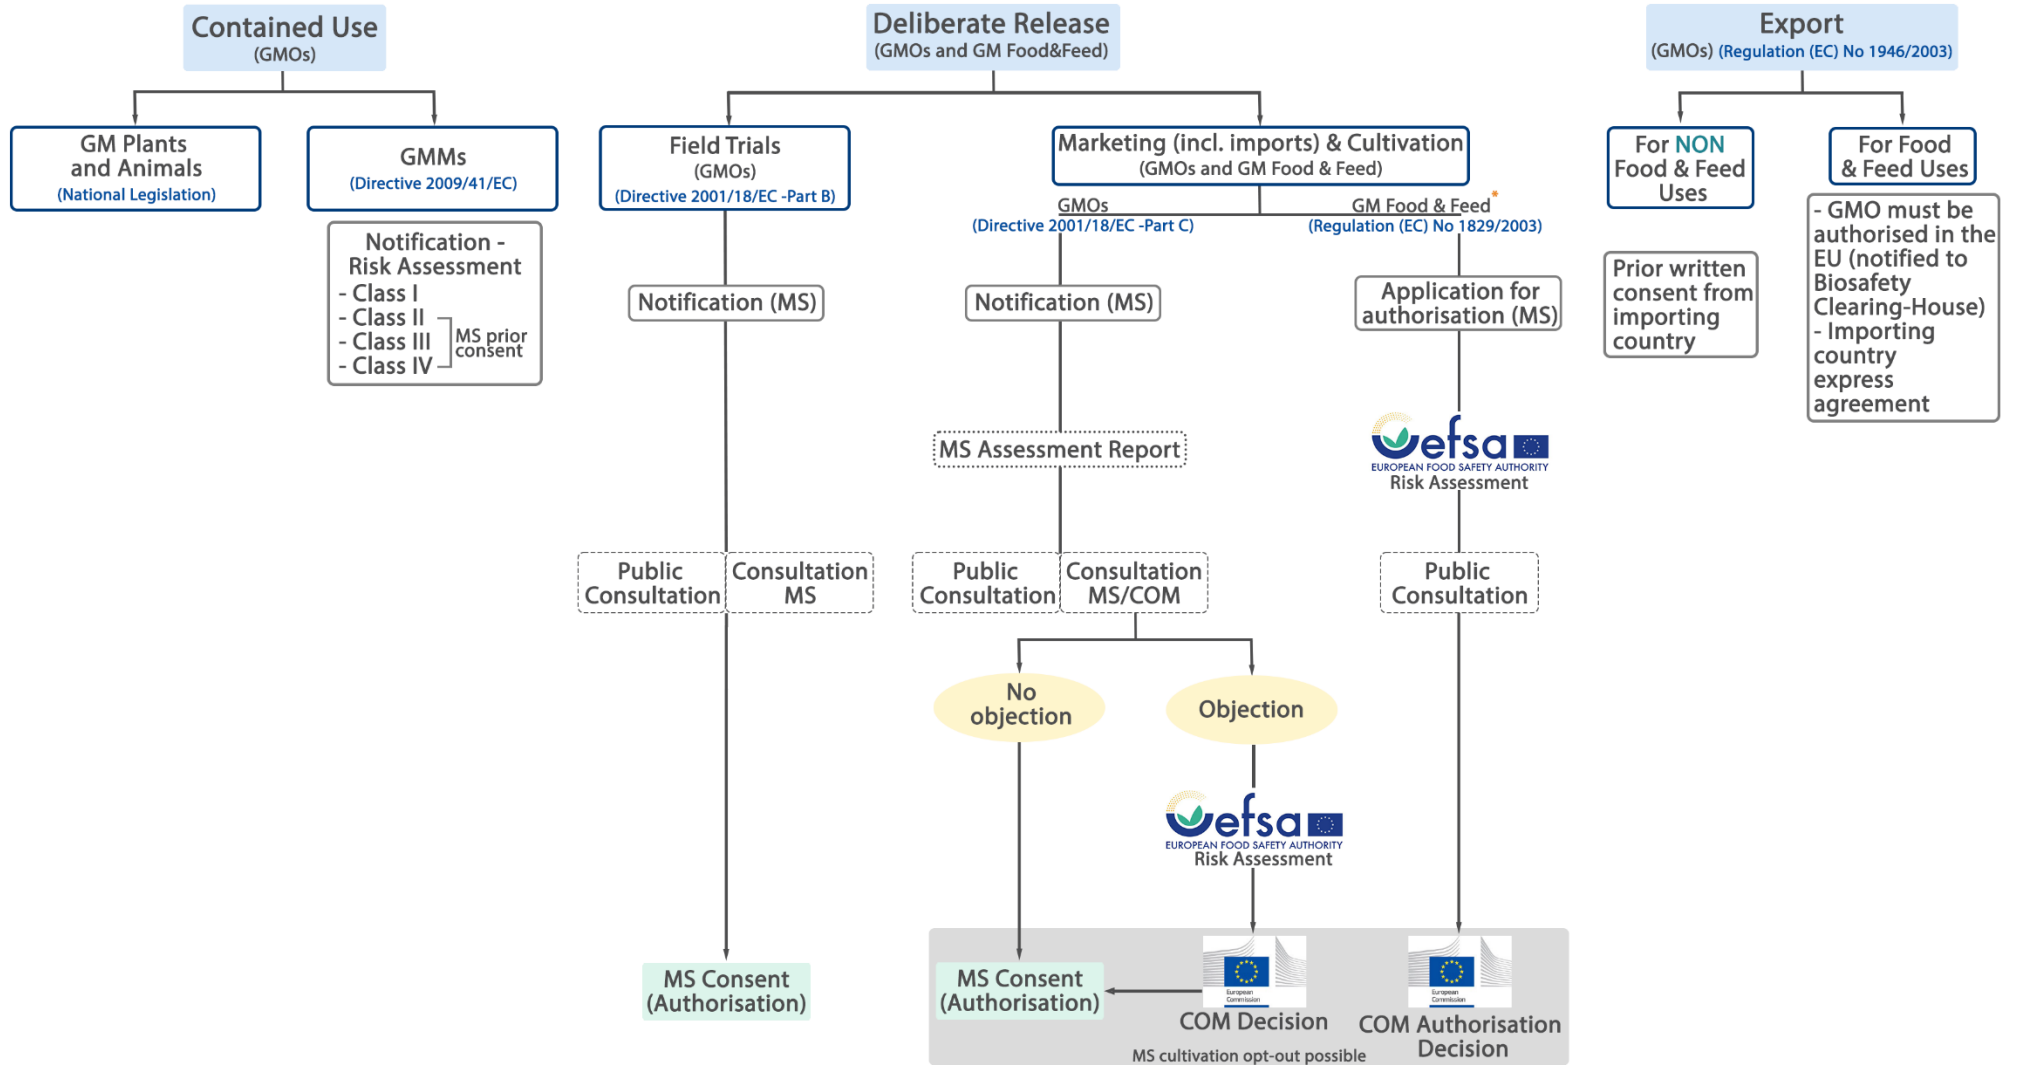 Contained Use
(GMOs)
GM Plants
and Animals
(National Legislation)
GMMs
(Directive 2009/41/EC)
Notification -
Risk Assessment
- Class I
- Class II
- Class III
- Class IV
MS prior
consent
Deliberate Release
(GMOs and GM Food&Feed)
Field Trials
(GMOs)
(Directive 2001/18/EC -Part B)
Notification (MS)
Public
Consultation
Consultation
MS
MS Consent
(Authorisation)
Marketing (incl. imports) & Cultivation
(GMOs and GM Food & Feed)
GMOs
(Directive 2001/18/EC -Part C)
Notification (MS)
MS Assessment Report
Public
Consultation
Consultation
MS/COM
No
objection
Objection
efsa
EUROPEAN FOOD SAFETY AUTHORITY
Risk Assessment
MS Consent
(Authorisation)
European
Commission
COM Decision
MS cultivation opt-out possible
GM Food & Feed*
(Regulation (EC) No 1829/2003)
Application for
authorisation (MS)
efsa
EUROPEAN FOOD SAFETY AUTHORITY
Risk Assessment
Public
Consultation
European
Commission
COM Authorisation
Decision
Export
(GMOs) (Regulation (EC) No 1946/2003)
For NON
Food & Feed
Uses
Prior written
consent from
importing
country
For Food
& Feed Uses
- GMO must be
authorised in the
EU (notified to
Biosafety
Clearing-House)
- Importing
country
express
agreement